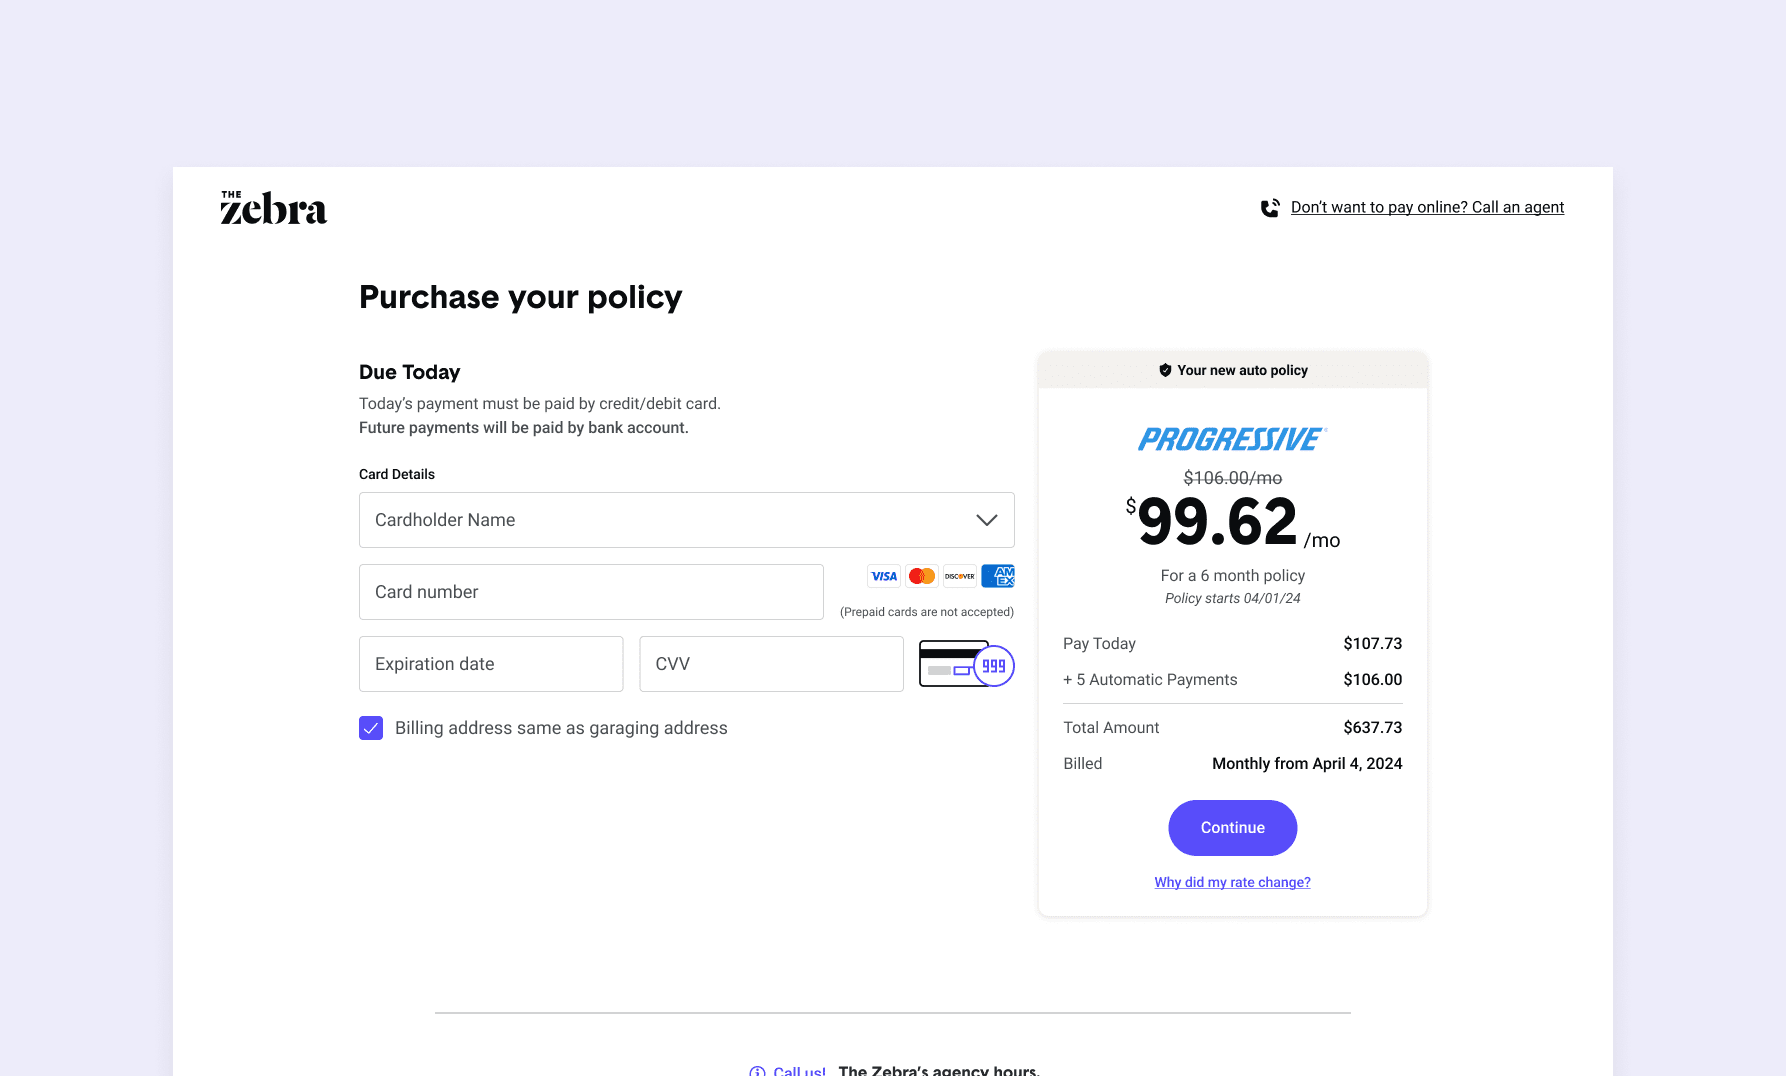 THE
zebra
Don't want to pay online? Call an agent
Purchase your policy
Due Today
Today's payment must be paid by credit/debit card.
Future payments will be paid by bank account.
Card Details
Cardholder Name
Card number
VISA
DISCOVER
AM
EX
(Prepaid cards are not accepted)
Expiration date
CVV
999
Billing address same as garaging address
Your new auto policy
PROGRESSIVE
$106.00/mo
$99.62/mo
For a 6 month policy
Policy starts 04/01/24
Pay Today $107.73
+ 5 Automatic Payments $106.00
Total Amount $637.73
Billed Monthly from April 4, 2024
Continue
Why did my rate change?
Call us! The Zebra's agency hours.